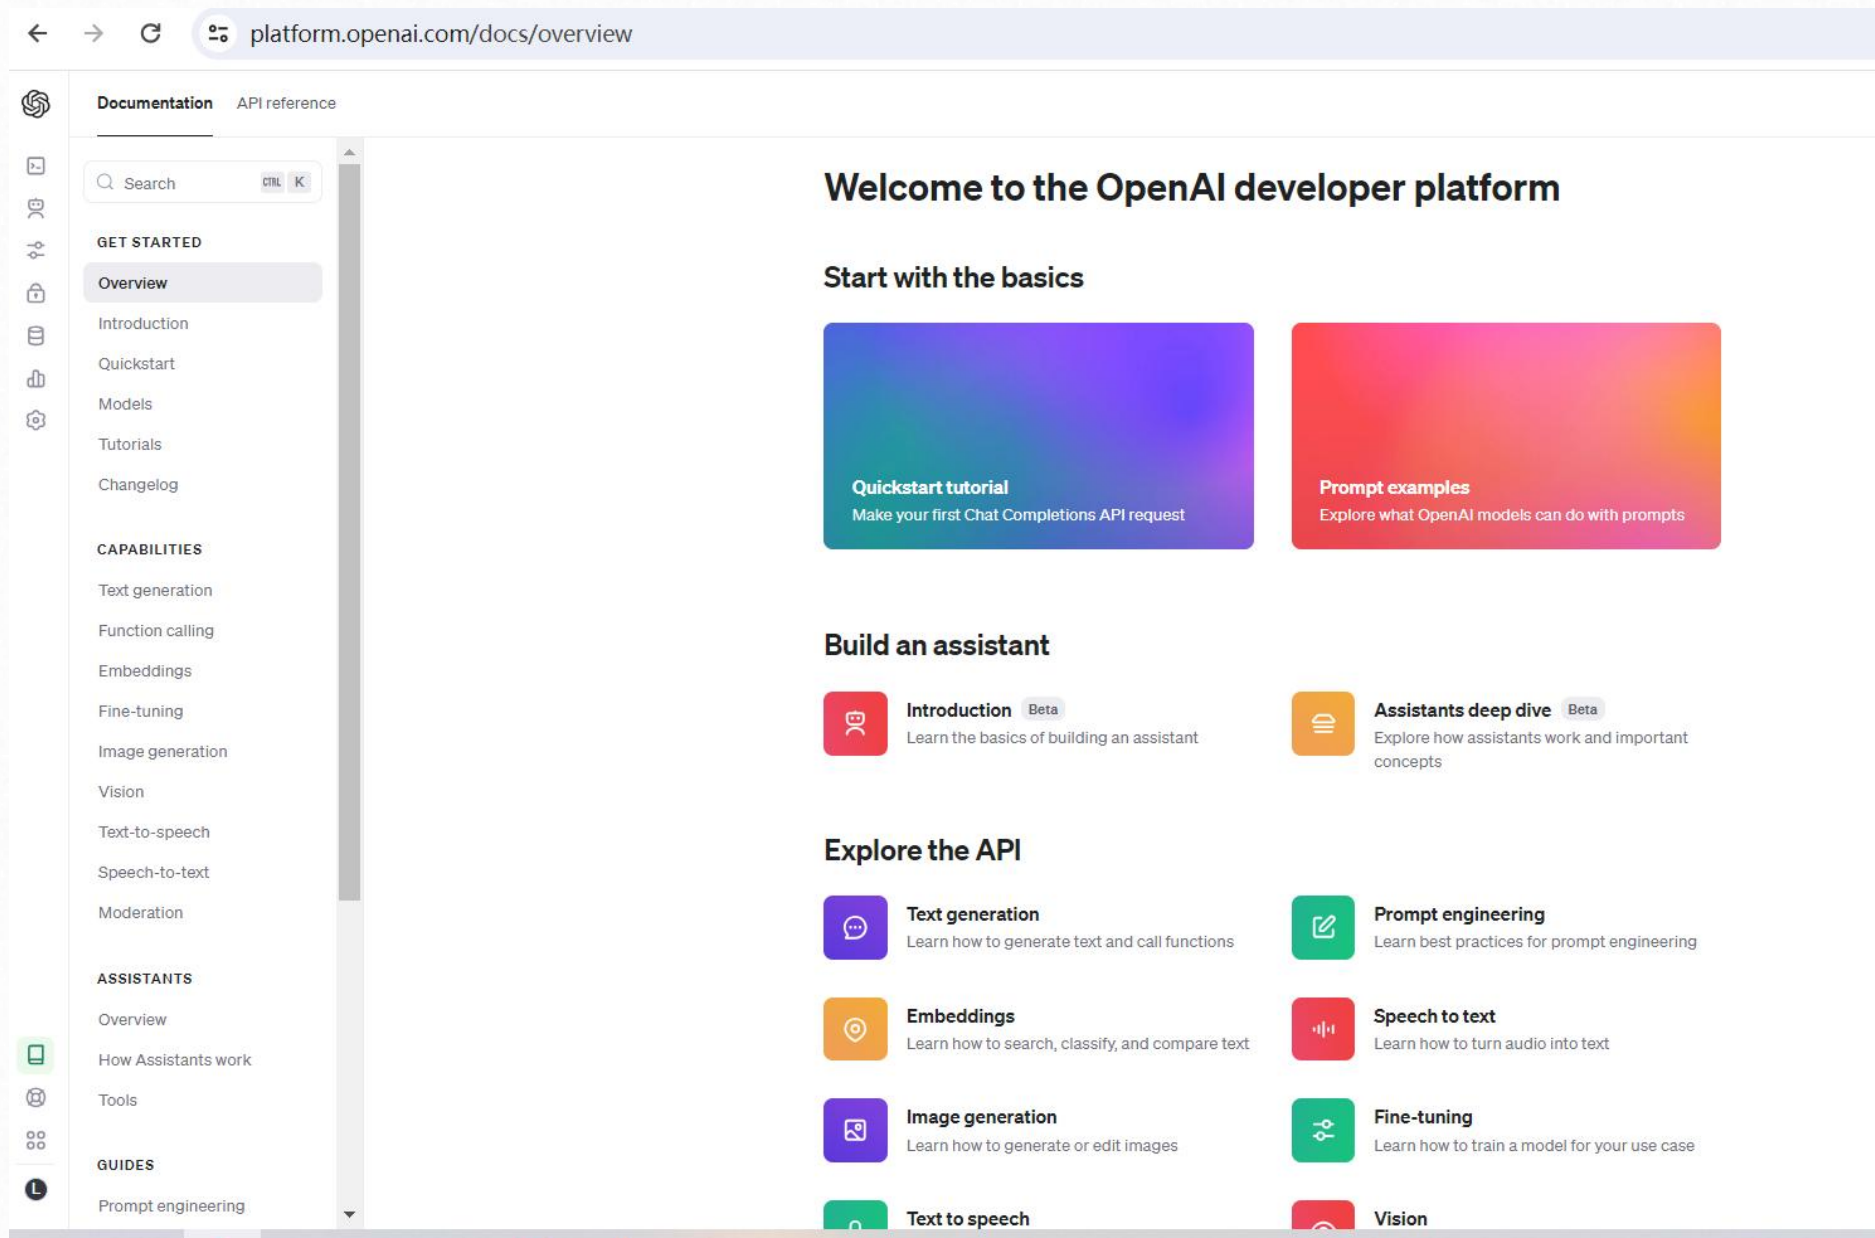 platform.openai.com/docs/overview
Documentation
API reference
Search
CTRL K
GET STARTED
Overview
Introduction
Quickstart
Models
Tutorials
Changelog
CAPABILITIES
Text generation
Function calling
Embeddings
Fine-tuning
Image generation
Vision
Text-to-speech
Speech-to-text
Moderation
ASSISTANTS
Overview
How Assistants work
Tools
GUIDES
Prompt engineering
L
Welcome to the OpenAI developer platform
Start with the basics
Quickstart tutorial
Make your first Chat Completions API request
Prompt examples
Explore what OpenAI models can do with prompts
Build an assistant
Introduction Beta
Learn the basics of building an assistant
Assistants deep dive Beta
Explore how assistants work and important
concepts
Explore the API
Text generation
Learn how to generate text and call functions
Prompt engineering
Learn best practices for prompt engineering
Embeddings
Learn how to search, classify, and compare text
Speech to text
Learn how to turn audio into text
Image generation
Learn how to generate or edit images
Fine-tuning
Learn how to train a model for your use case
Text to speech
Vision